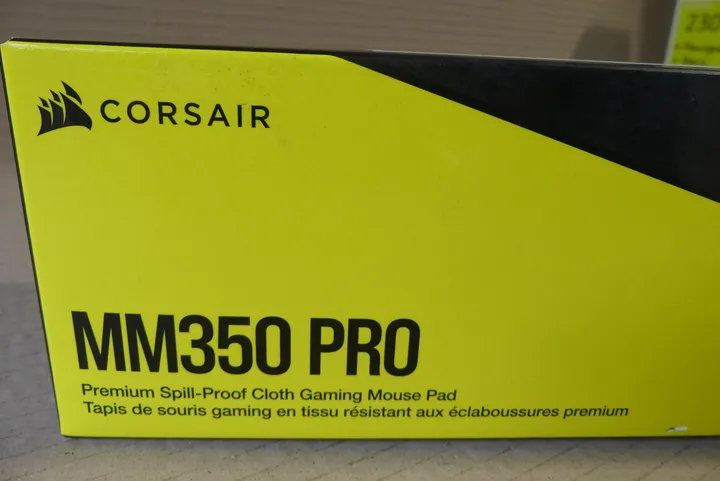 CORSAIR
MM350 PRO
Premium Spill-Proof Cloth Gaming Mouse Pad
Tapis de souris gaming en tissu résistant aux éclaboussures premium
230